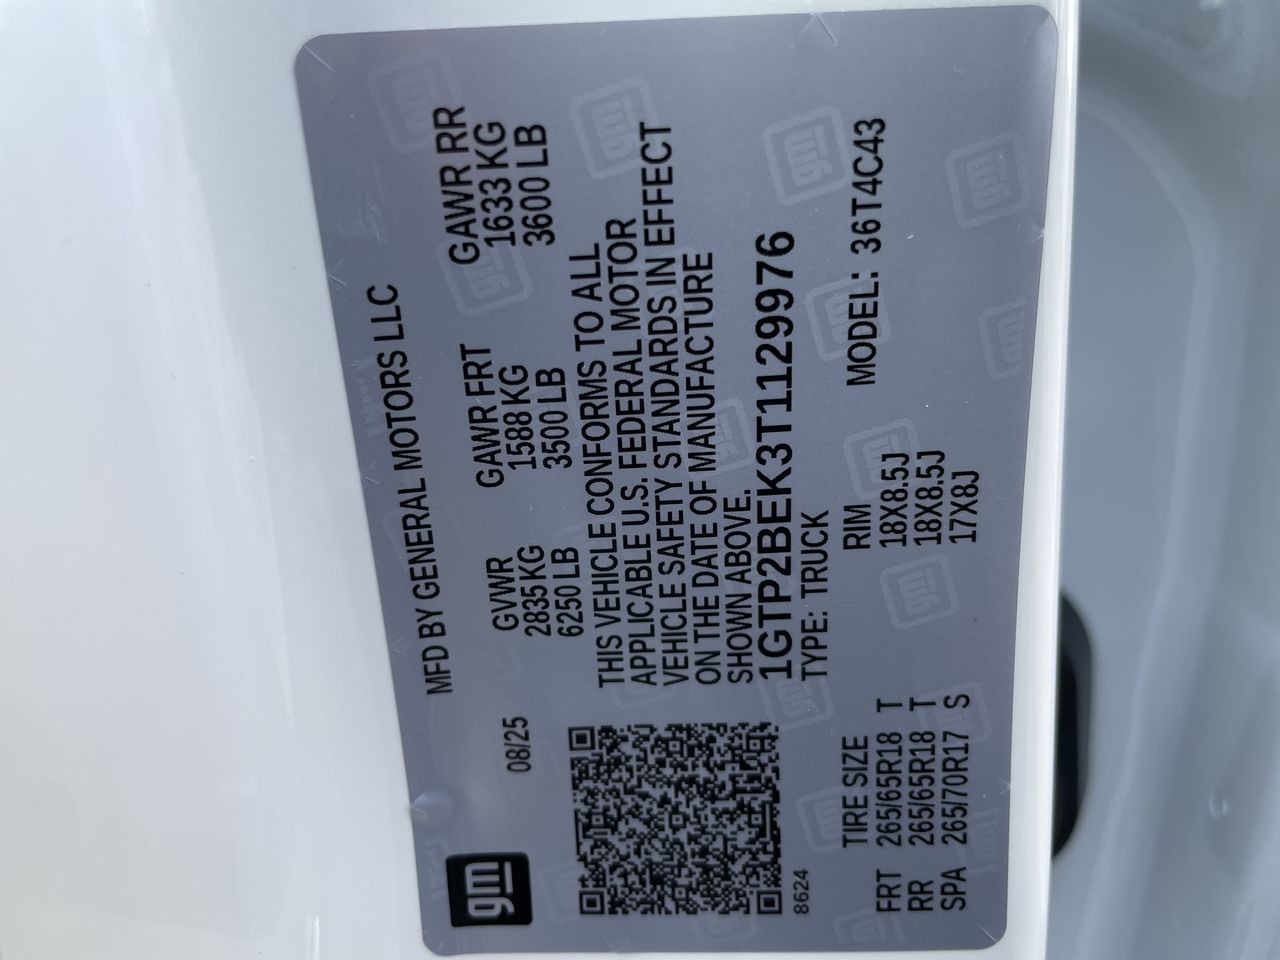 gm
08/25
MFD BY GENERAL MOTORS LLC
GVWR GAWR FRT GAWR RR
2835 KG 1588 KG 1633 KG
6250 LB 3500 LB 3600 LB
THIS VEHICLE CONFORMS TO ALL
APPLICABLE U.S. FEDERAL MOTOR
VEHICLE SAFETY STANDARDS IN EFFECT
ON THE DATE OF MANUFACTURE
SHOWN ABOVE.
1GTP2BEK3T1129976
TYPE: TRUCK
8624
TIRE SIZE RIM MODEL: 36T4C43
FRT 265/65R18 T 18X8.5J
RR 265/65R18 T 18X8.5J
SPA 265/70R17 S 17X8J